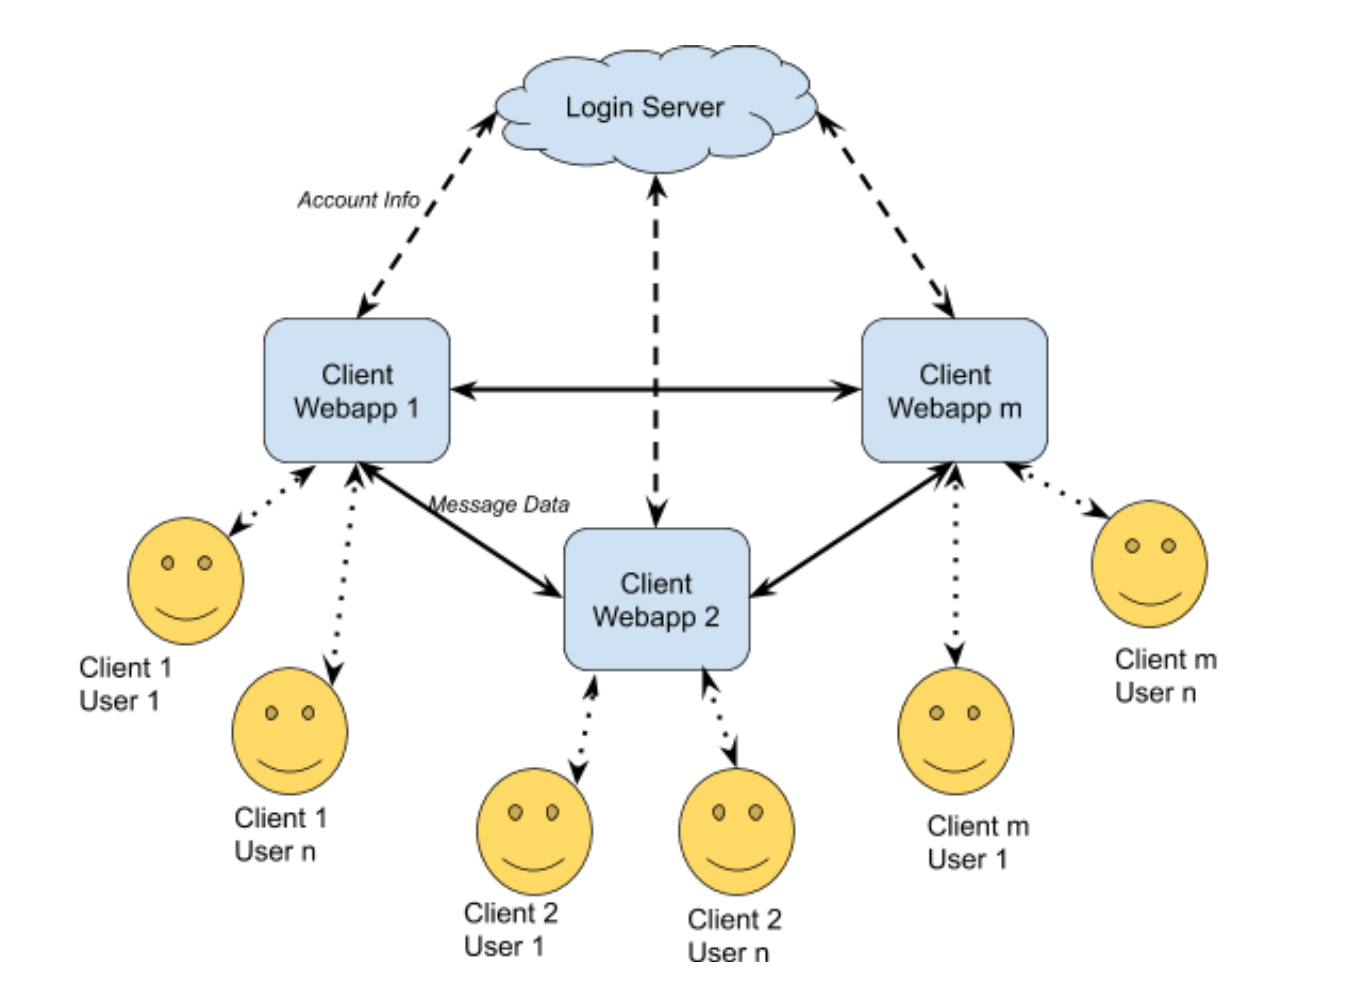 Login Server
Account Info
Client
Webapp 1
Client
Webapp m
Message Data
Client
Webapp 2
Client 1
User 1
Client m
User n
Client 1
User n
Client m
User 1
Client 2
User 1
Client 2
User n